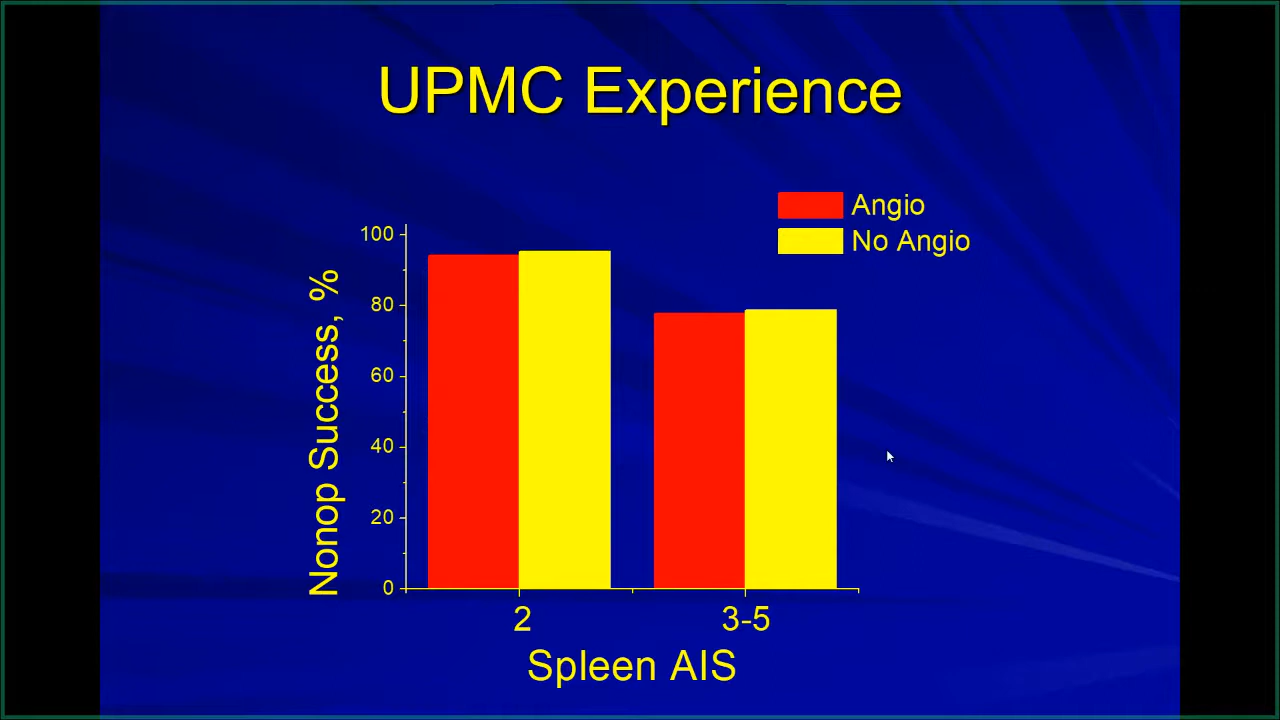 UPMC Experience
Angio
No Angio
100
80
60
40
20
0
Nonop Success, %
2
3-5
Spleen AIS